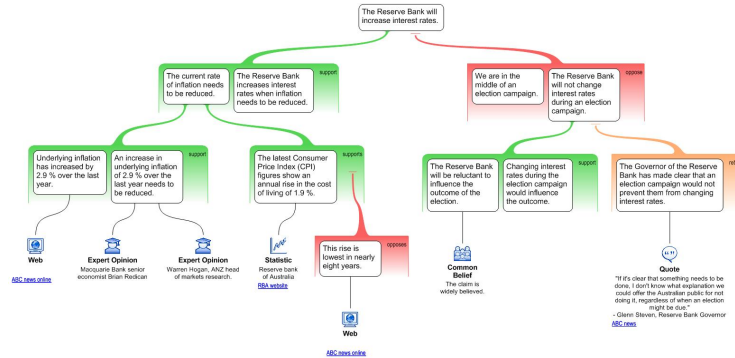 The Reserve Bank will
increase interest rates.
The current rate
of inflation needs
to be reduced.
The Reserve Bank
increases interest
rates when inflation
needs to be reduced.
support
We are in the
middle of an
election campaign.
The Reserve Bank
will not change
interest rates
during an election
campaign.
oppose
Underlying inflation
has increased by
2.9 % over the last
year.
An increase in
underlying inflation
of 2.9 % over the
last year needs to
be reduced.
support
The latest Consumer
Price Index (CPI)
figures show an
annual rise in the cost
of living of 1.9 %.
supports
The Reserve Bank
will be reluctant to
influence the
outcome of the
election.
Changing interest
rates during the
election campaign
would influence
the outcome.
support
The Governor of the Reserve
Bank has made clear that an
election campaign would not
prevent them from changing
interest rates.
Web
ABC news online
Expert Opinion
Macquarie Bank senior
economist Brian Redican
Expert Opinion
Warren Hogan, ANZ head
of markets research.
Statistic
Reserve bank
of Australia
RBA website
This rise is
lowest in nearly
eight years.
opposes
Web
ABC news online
Common
Belief
The claim is
widely believed.
Quote
"If it's clear that something needs to be
done, I don't know what explanation we
could offer the Australian public for not
doing it, regardless of when an election
might be due."
- Glenn Steven, Reserve Bank Governor
ABC news